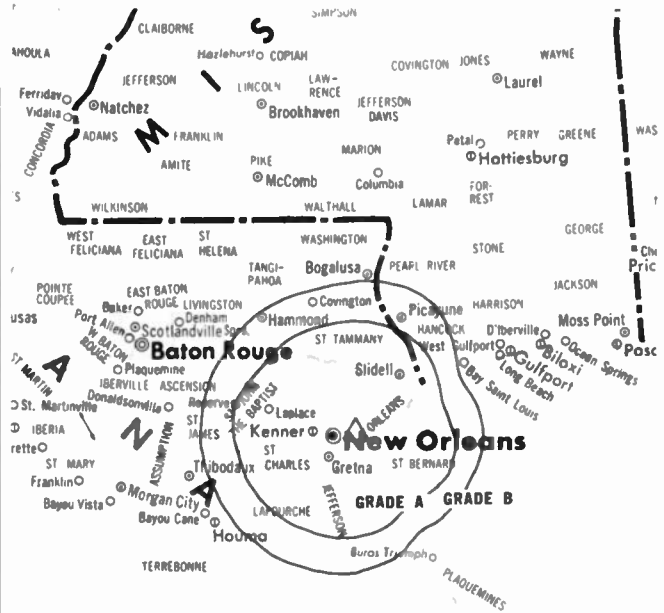 SIMPSON
CLAIBORNE
S
AHOULA
Hazlehurst COPIAH
COVINGTON JONES
WAYNE
I
JEFFERSON
LINCOLN
LAW-
RENCE
Laurel
Ferriday
Natchez
Vidalia
Brookhaven
JEFFERSON
DAVIS
CONCORDIA
ADAMS
M
FRANKLIN
Petal
PERRY
GREENE
WAS
AMITE
PIKE
MARION
Hattiesburg
McComb
Columbia
FOR-
REST
S
WILKINSON
WALTHALL
LAMAR
WEST
FELICIANA
EAST
FELICIANA
ST
HELENA
WASHINGTON
GEORGE
STONE
TANGI-
PAHOA
Bogalusa
PEARL RIVER
Pric
POINTE
COUPEE
EAST BATON
ROUGE
LIVINGSTON
JACKSON
Baker
Covington
Picayune
HARRISON
usas
Port Allen
Denham
Scotlandville
Hammond
HANCOCK
D'Iberville
Moss Point
W BATON
ROUGE
Baton Rouge
ST TAMMANY
West Gulfport
Gulfport
Biloxi
Ocean Springs
Pasc
ST MARTIN
A
Plaquemine
Slidell
Long Beach
Bay Saint Louis
IBERVILLE
ASCENSION
Donaldsonville
Reserve
THE BAPTIST
Laplace
ORLEANS
St. Martinville
ST
JAMES
Kenner
New Orleans
IBERIA
N
ASSUMPTION
rette
ST
CHARLES
Gretna
ST BERNARD
ST MARY
Thibodaux
Franklin
Morgan City
A
JEFFERSON
GRADE A
GRADE B
Bayou Vista
Bayou Cane
LAFOURCHE
Houma
Buras Triumph
TERREBONNE
PLAQUEMINES